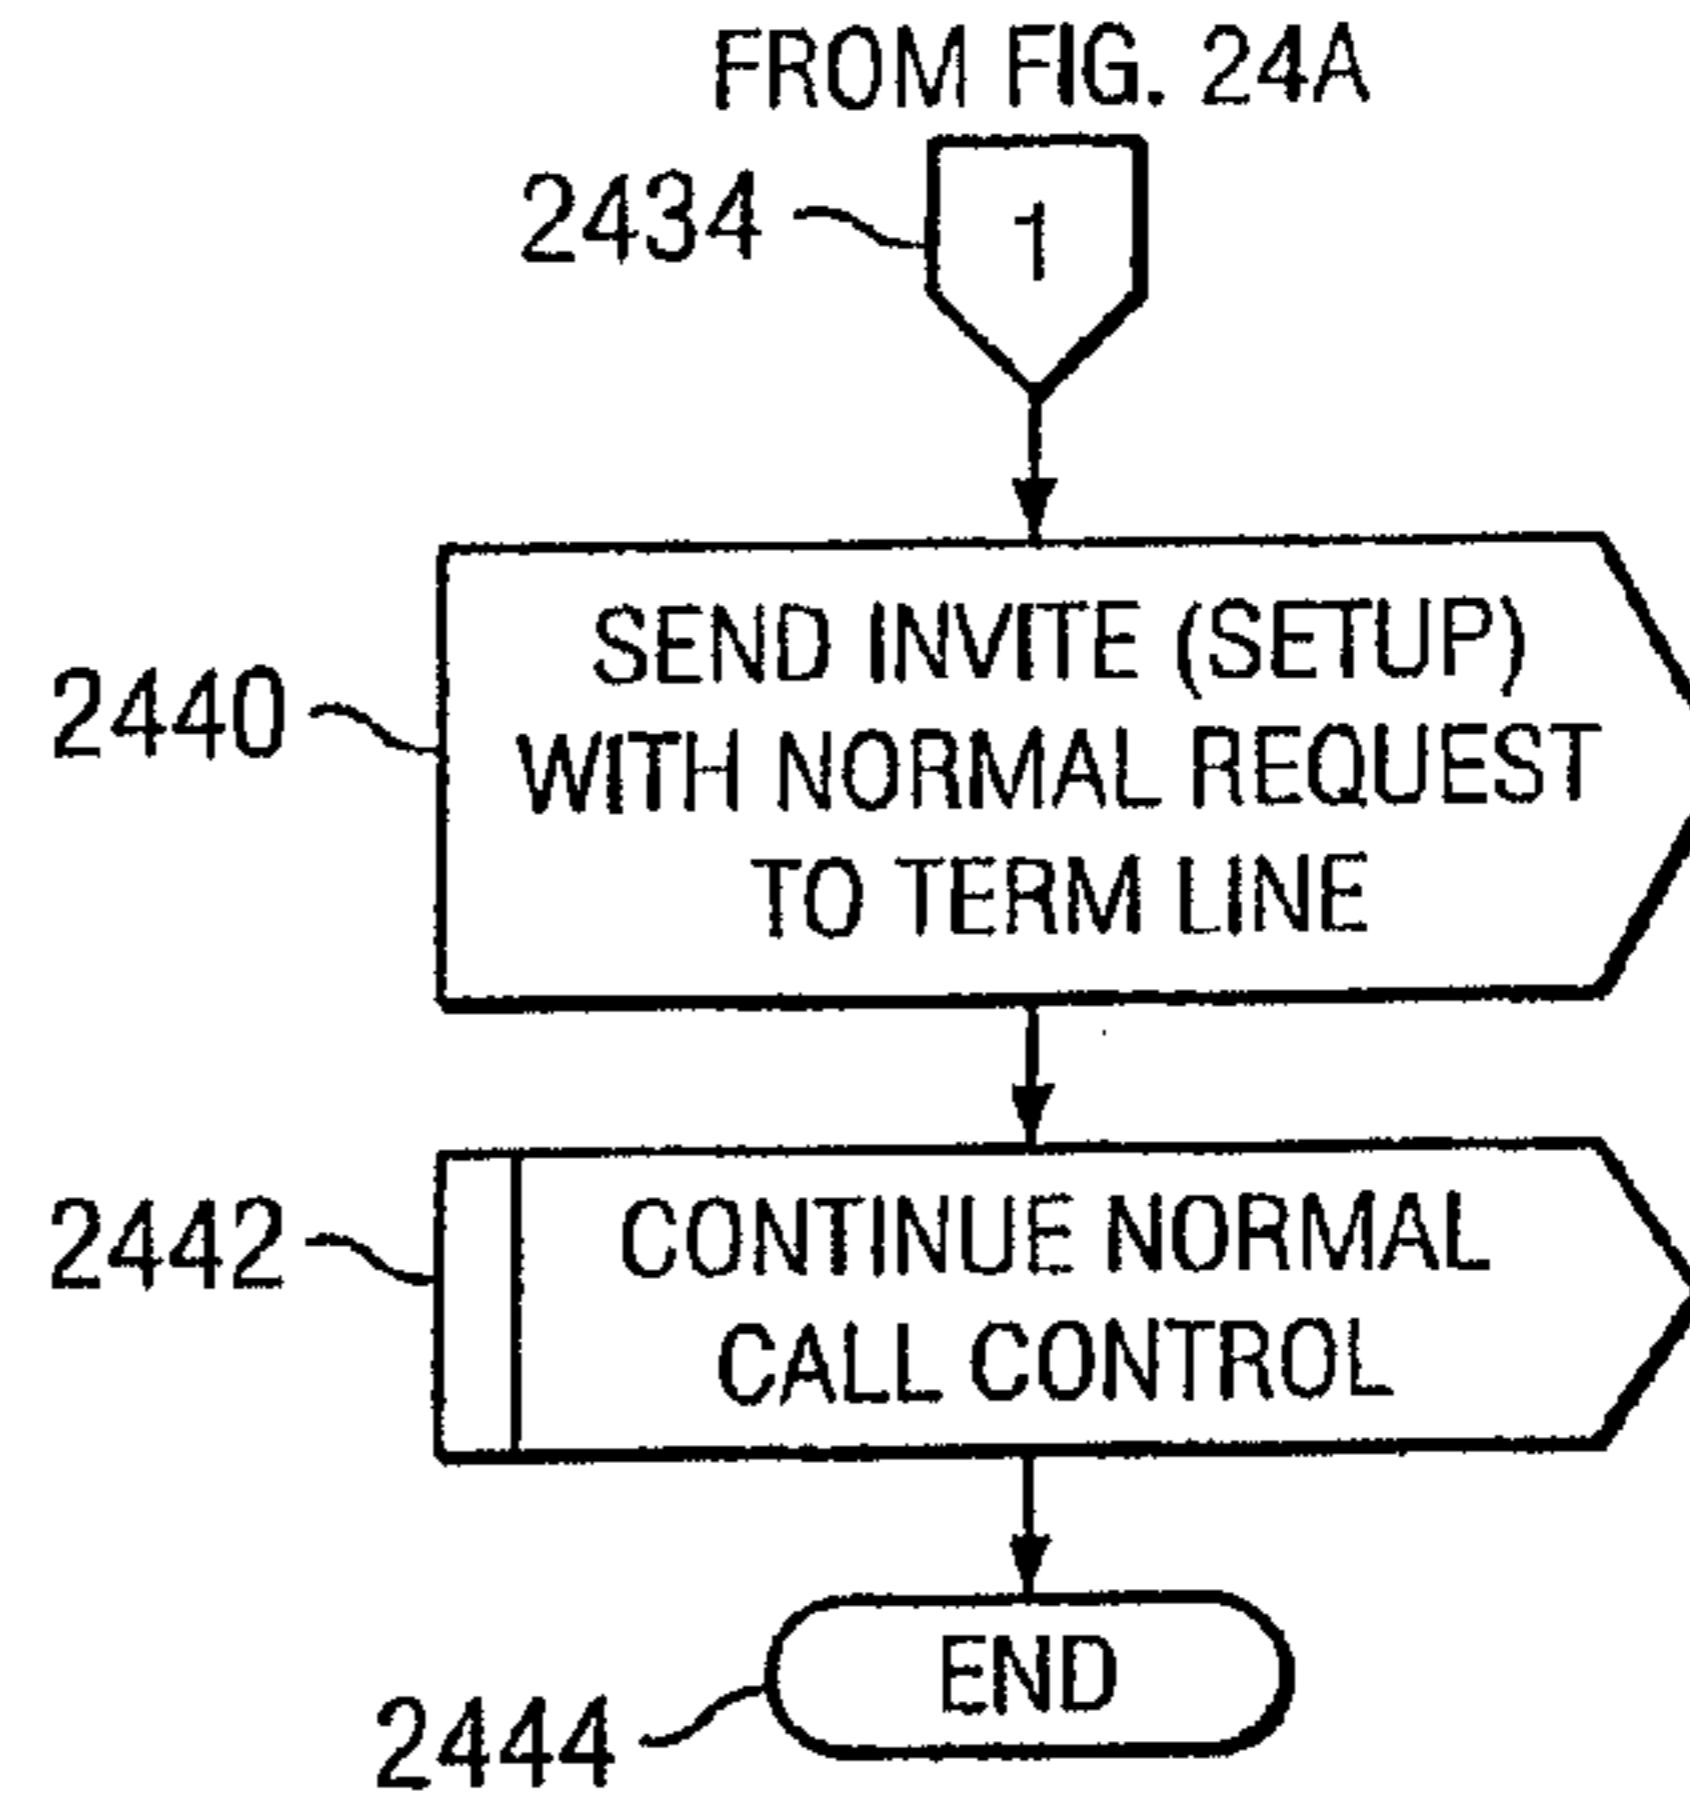 FROM FIG. 24A
2434
1
SEND INVITE (SETUP)
WITH NORMAL REQUEST
TO TERM LINE
2440
CONTINUE NORMAL
CALL CONTROL
2442
END
2444